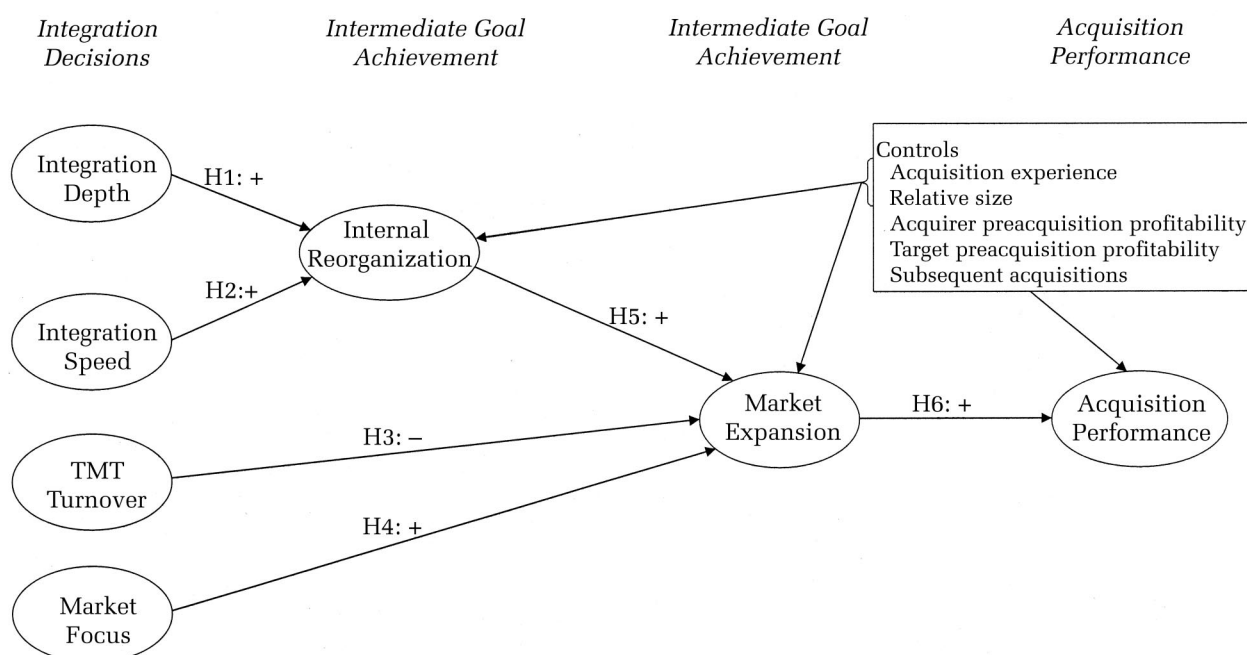 Integration
Decisions
Intermediate Goal
Achievement
Intermediate Goal
Achievement
Acquisition
Performance
Integration
Depth
H1: +
Internal
Reorganization
Controls
Acquisition experience
Relative size
Acquirer preacquisition profitability
Target preacquisition profitability
Subsequent acquisitions
H2:+
Integration
Speed
H5: +
Market
Expansion
H6: +
Acquisition
Performance
H3: –
TMT
Turnover
H4: +
Market
Focus